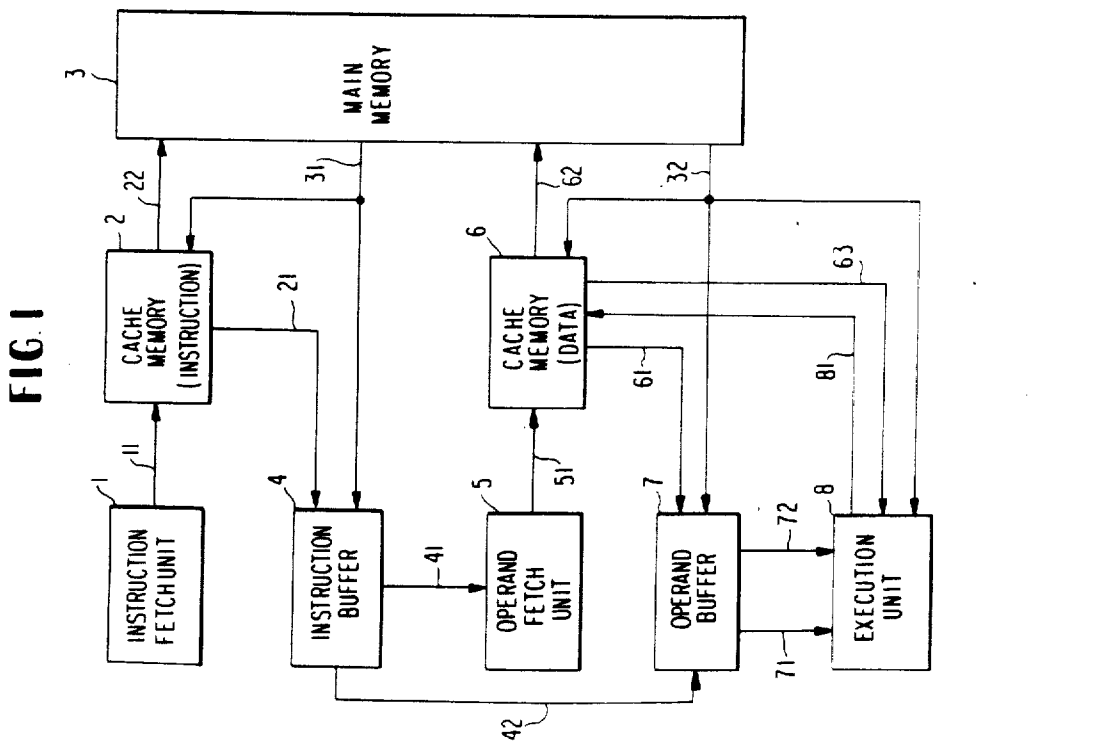 FIG. 1
1
INSTRUCTION
FETCH UNIT
11
2
CACHE
MEMORY
(INSTRUCTION)
22
3
MAIN
MEMORY
21
31
4
INSTRUCTION
BUFFER
41
42
5
OPERAND
FETCH
UNIT
51
6
CACHE
MEMORY
(DATA)
62
61
32
63
81
7
OPERAND
BUFFER
71
72
8
EXECUTION
UNIT